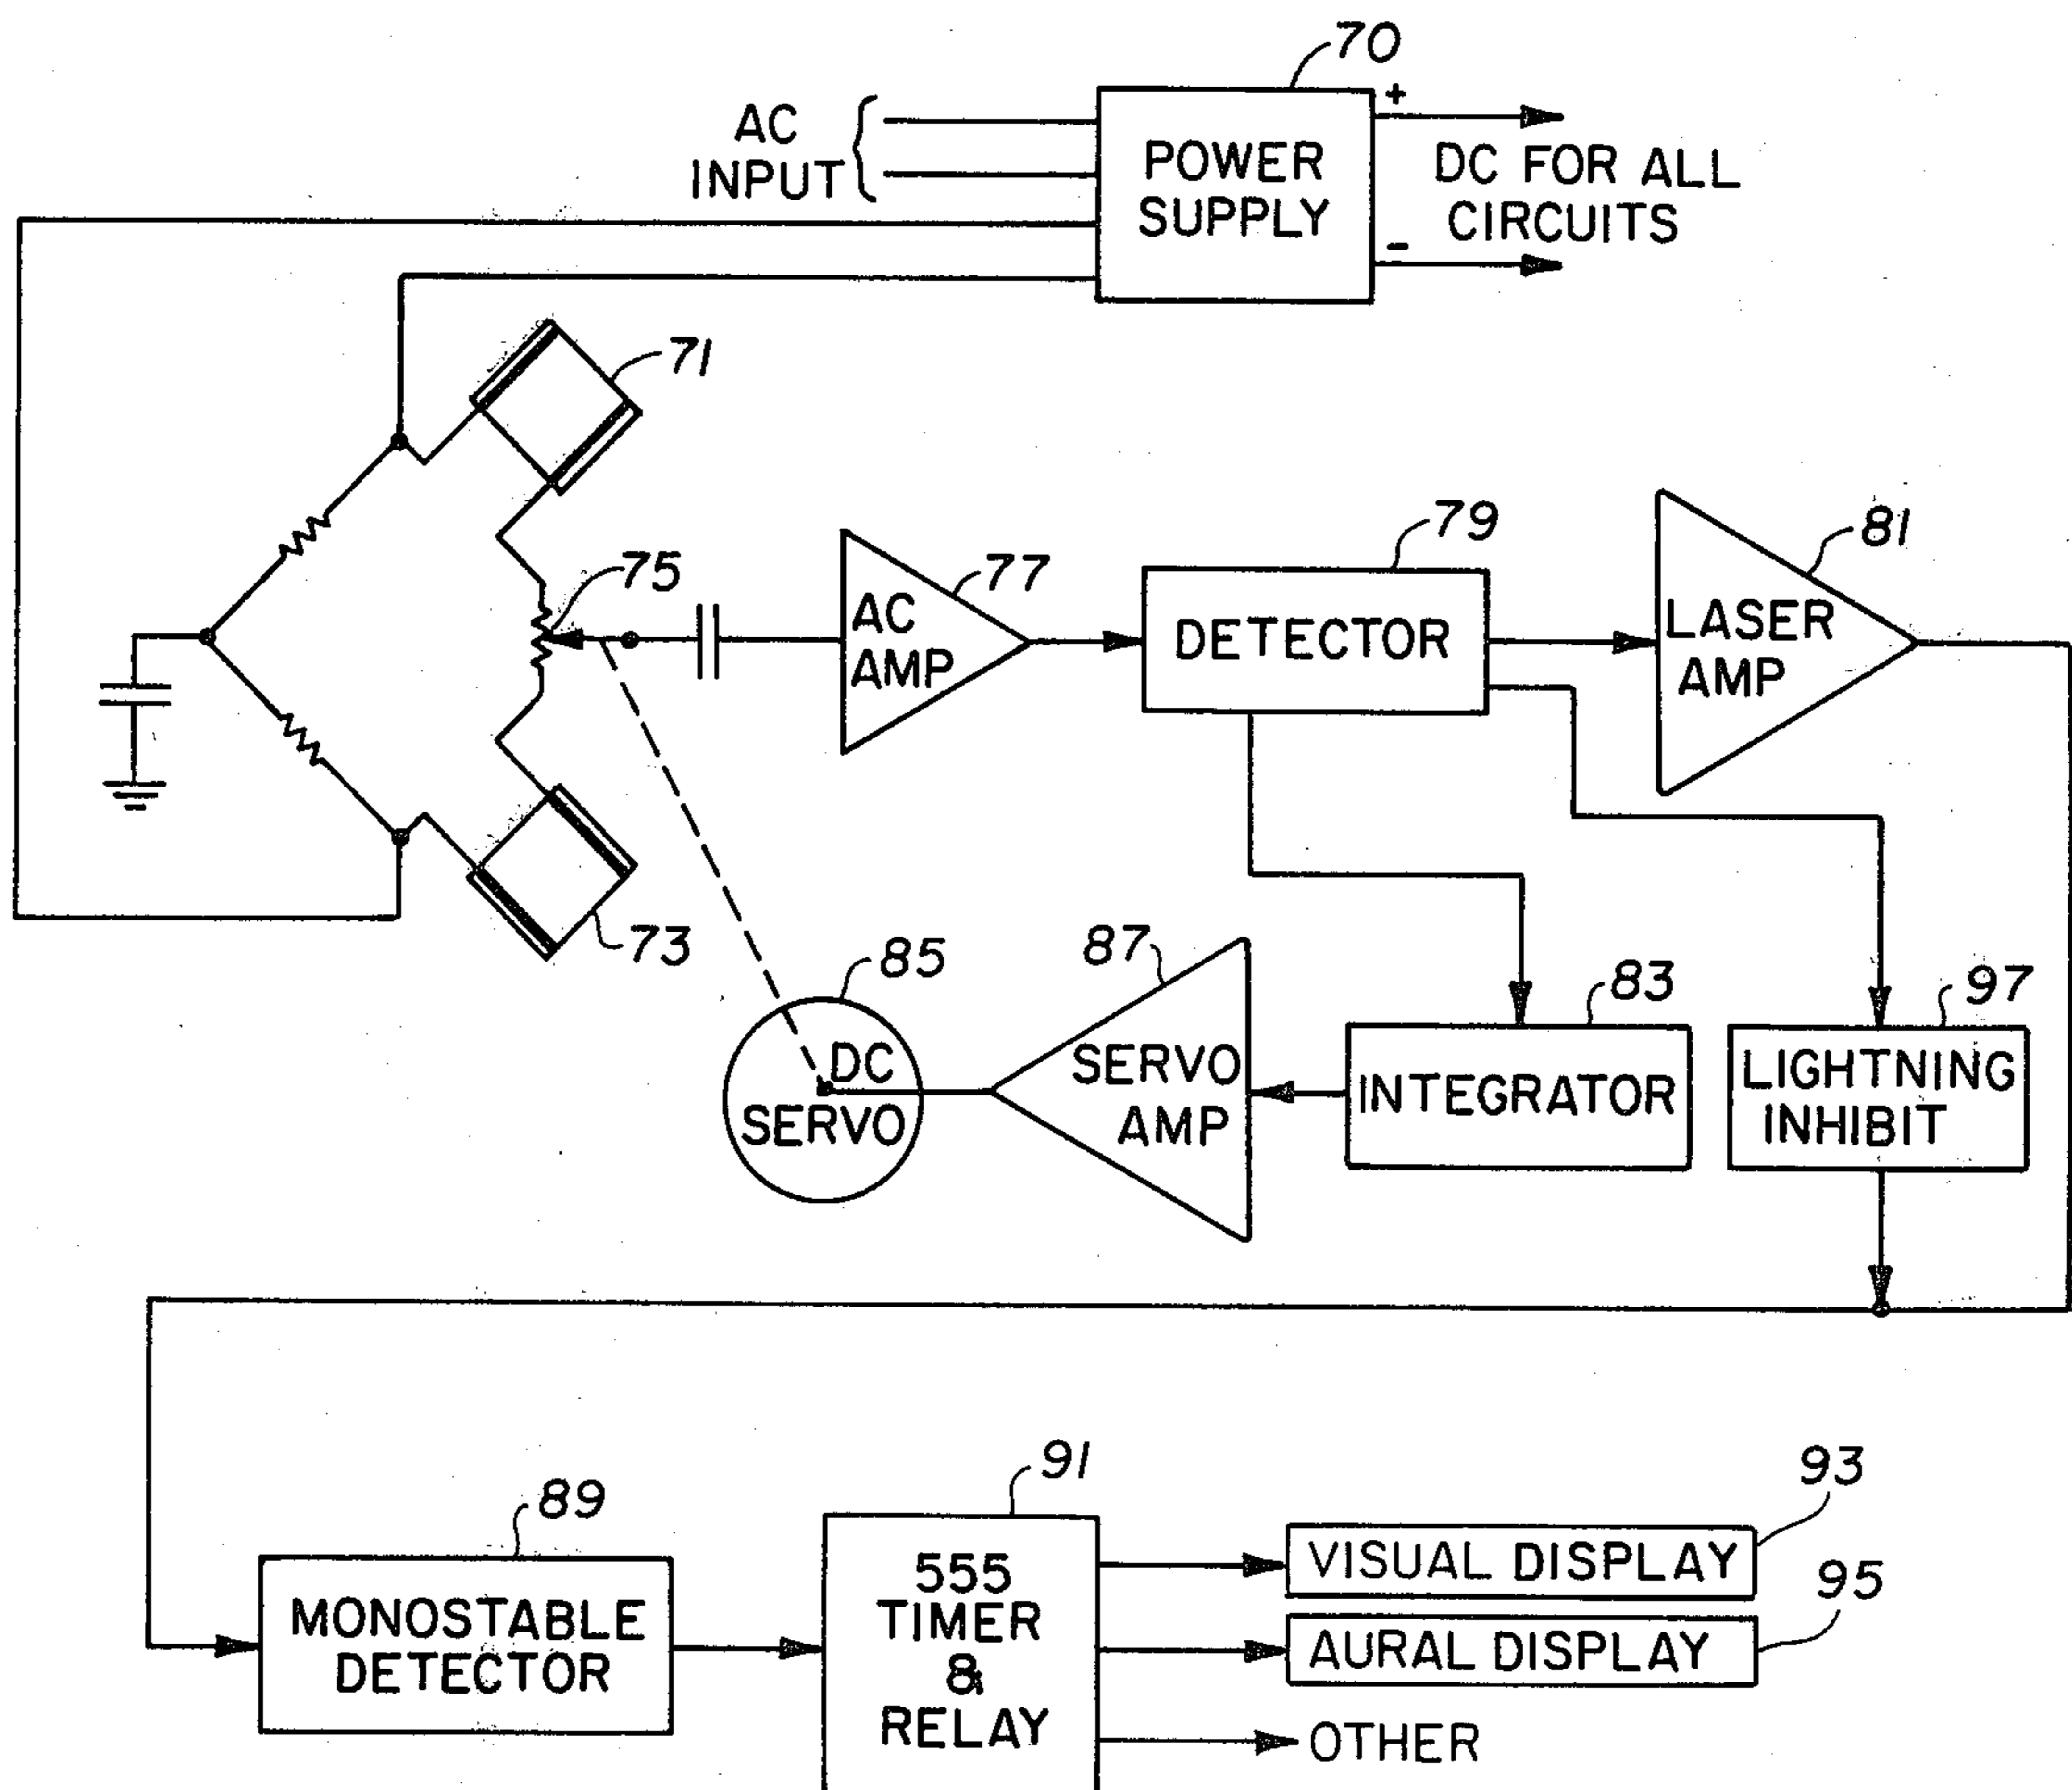 70
+
AC
INPUT
POWER
SUPPLY
DC FOR ALL
CIRCUITS
-
71
75
77
79
81
AC
AMP
DETECTOR
LASER
AMP
73
85
87
83
97
DC
SERVO
SERVO
AMP
INTEGRATOR
LIGHTNING
INHIBIT
89
91
93
MONOSTABLE
DETECTOR
555
TIMER
&
RELAY
VISUAL DISPLAY
95
AURAL DISPLAY
OTHER